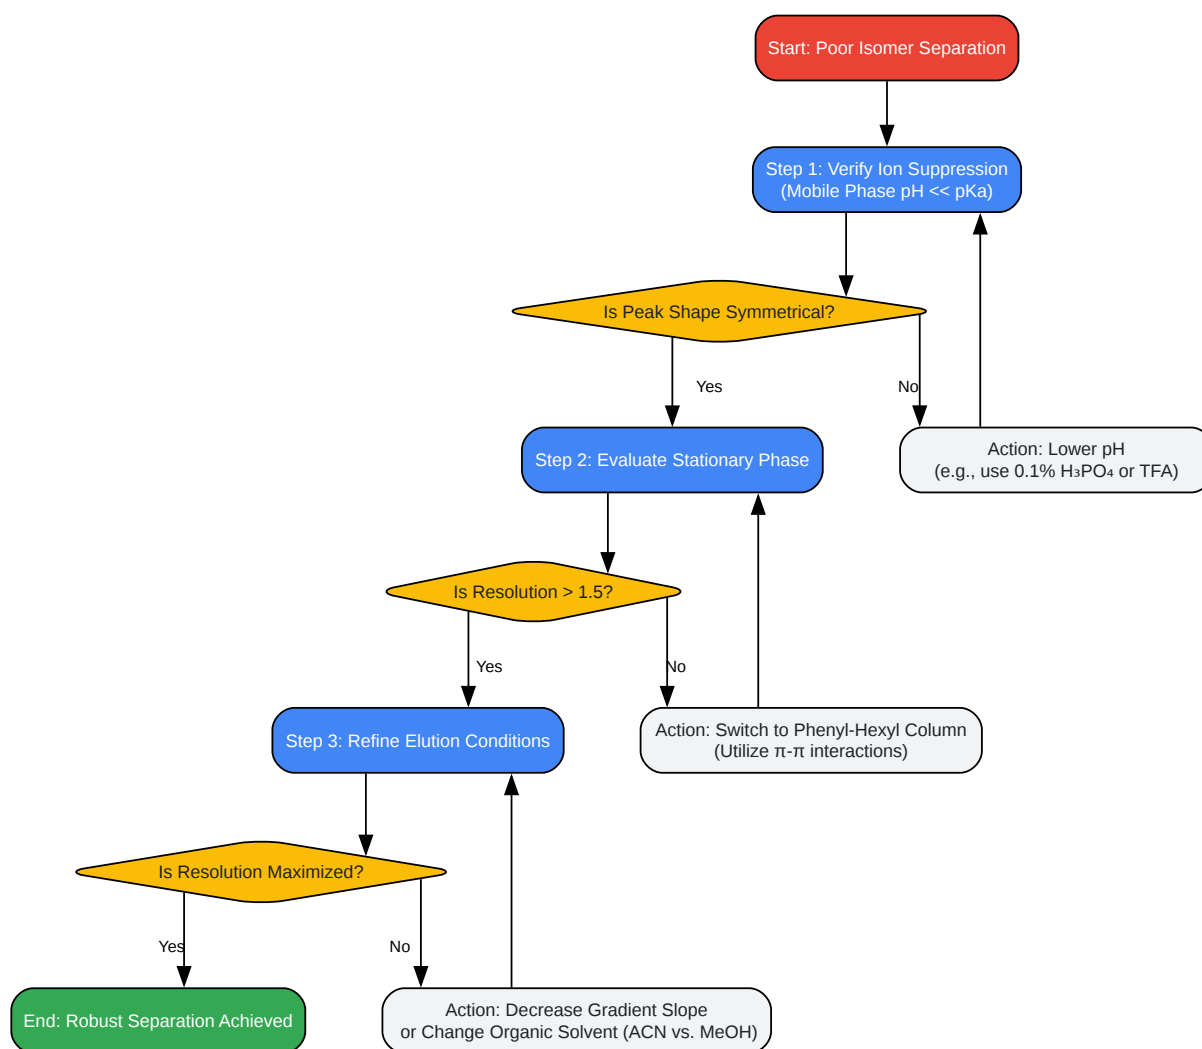 Start: Poor Isomer Separation
Step 1: Verify Ion Suppression
(Mobile Phase pH << pKa)
Is Peak Shape Symmetrical?
Yes
No
Step 2: Evaluate Stationary Phase
Action: Lower pH
(e.g., use 0.1% H₃PO₄ or TFA)
Is Resolution > 1.5?
Yes
No
Step 3: Refine Elution Conditions
Action: Switch to Phenyl-Hexyl Column
(Utilize π-π interactions)
Is Resolution Maximized?
Yes
No
End: Robust Separation Achieved
Action: Decrease Gradient Slope
or Change Organic Solvent (ACN vs. MeOH)